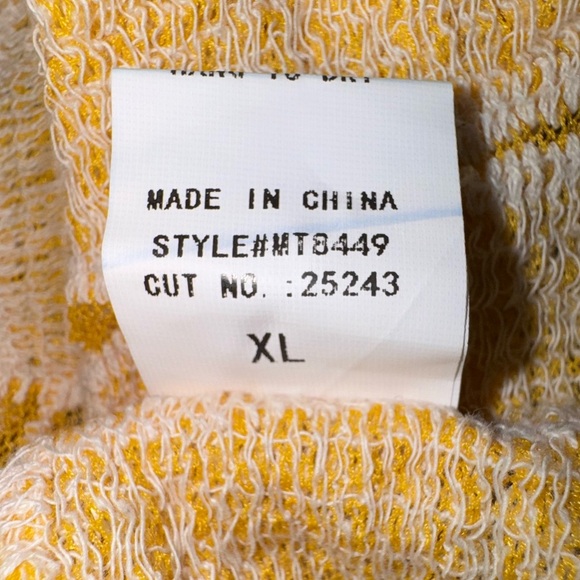 MADE IN CHINA
STYLE#MT8449
CUT NO. :25243
XL